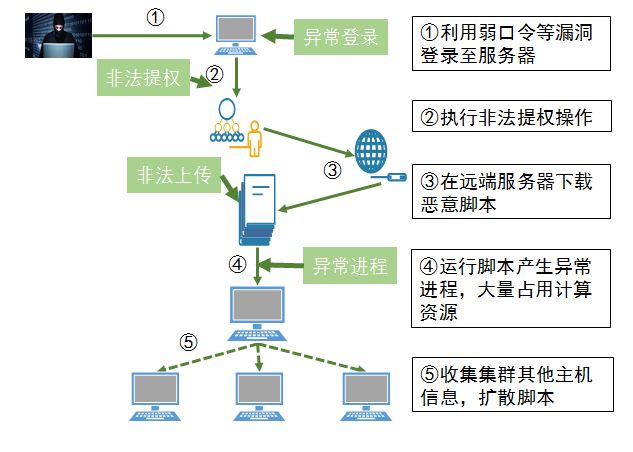 ①
异常登录
①利用弱口令等漏洞
登录至服务器
非法提权
②
②执行非法提权操作
③
非法上传
③在远端服务器下载
恶意脚本
④
异常进程
④运行脚本产生异常
进程，大量占用计算
资源
⑤
⑤收集集群其他主机
信息，扩散脚本